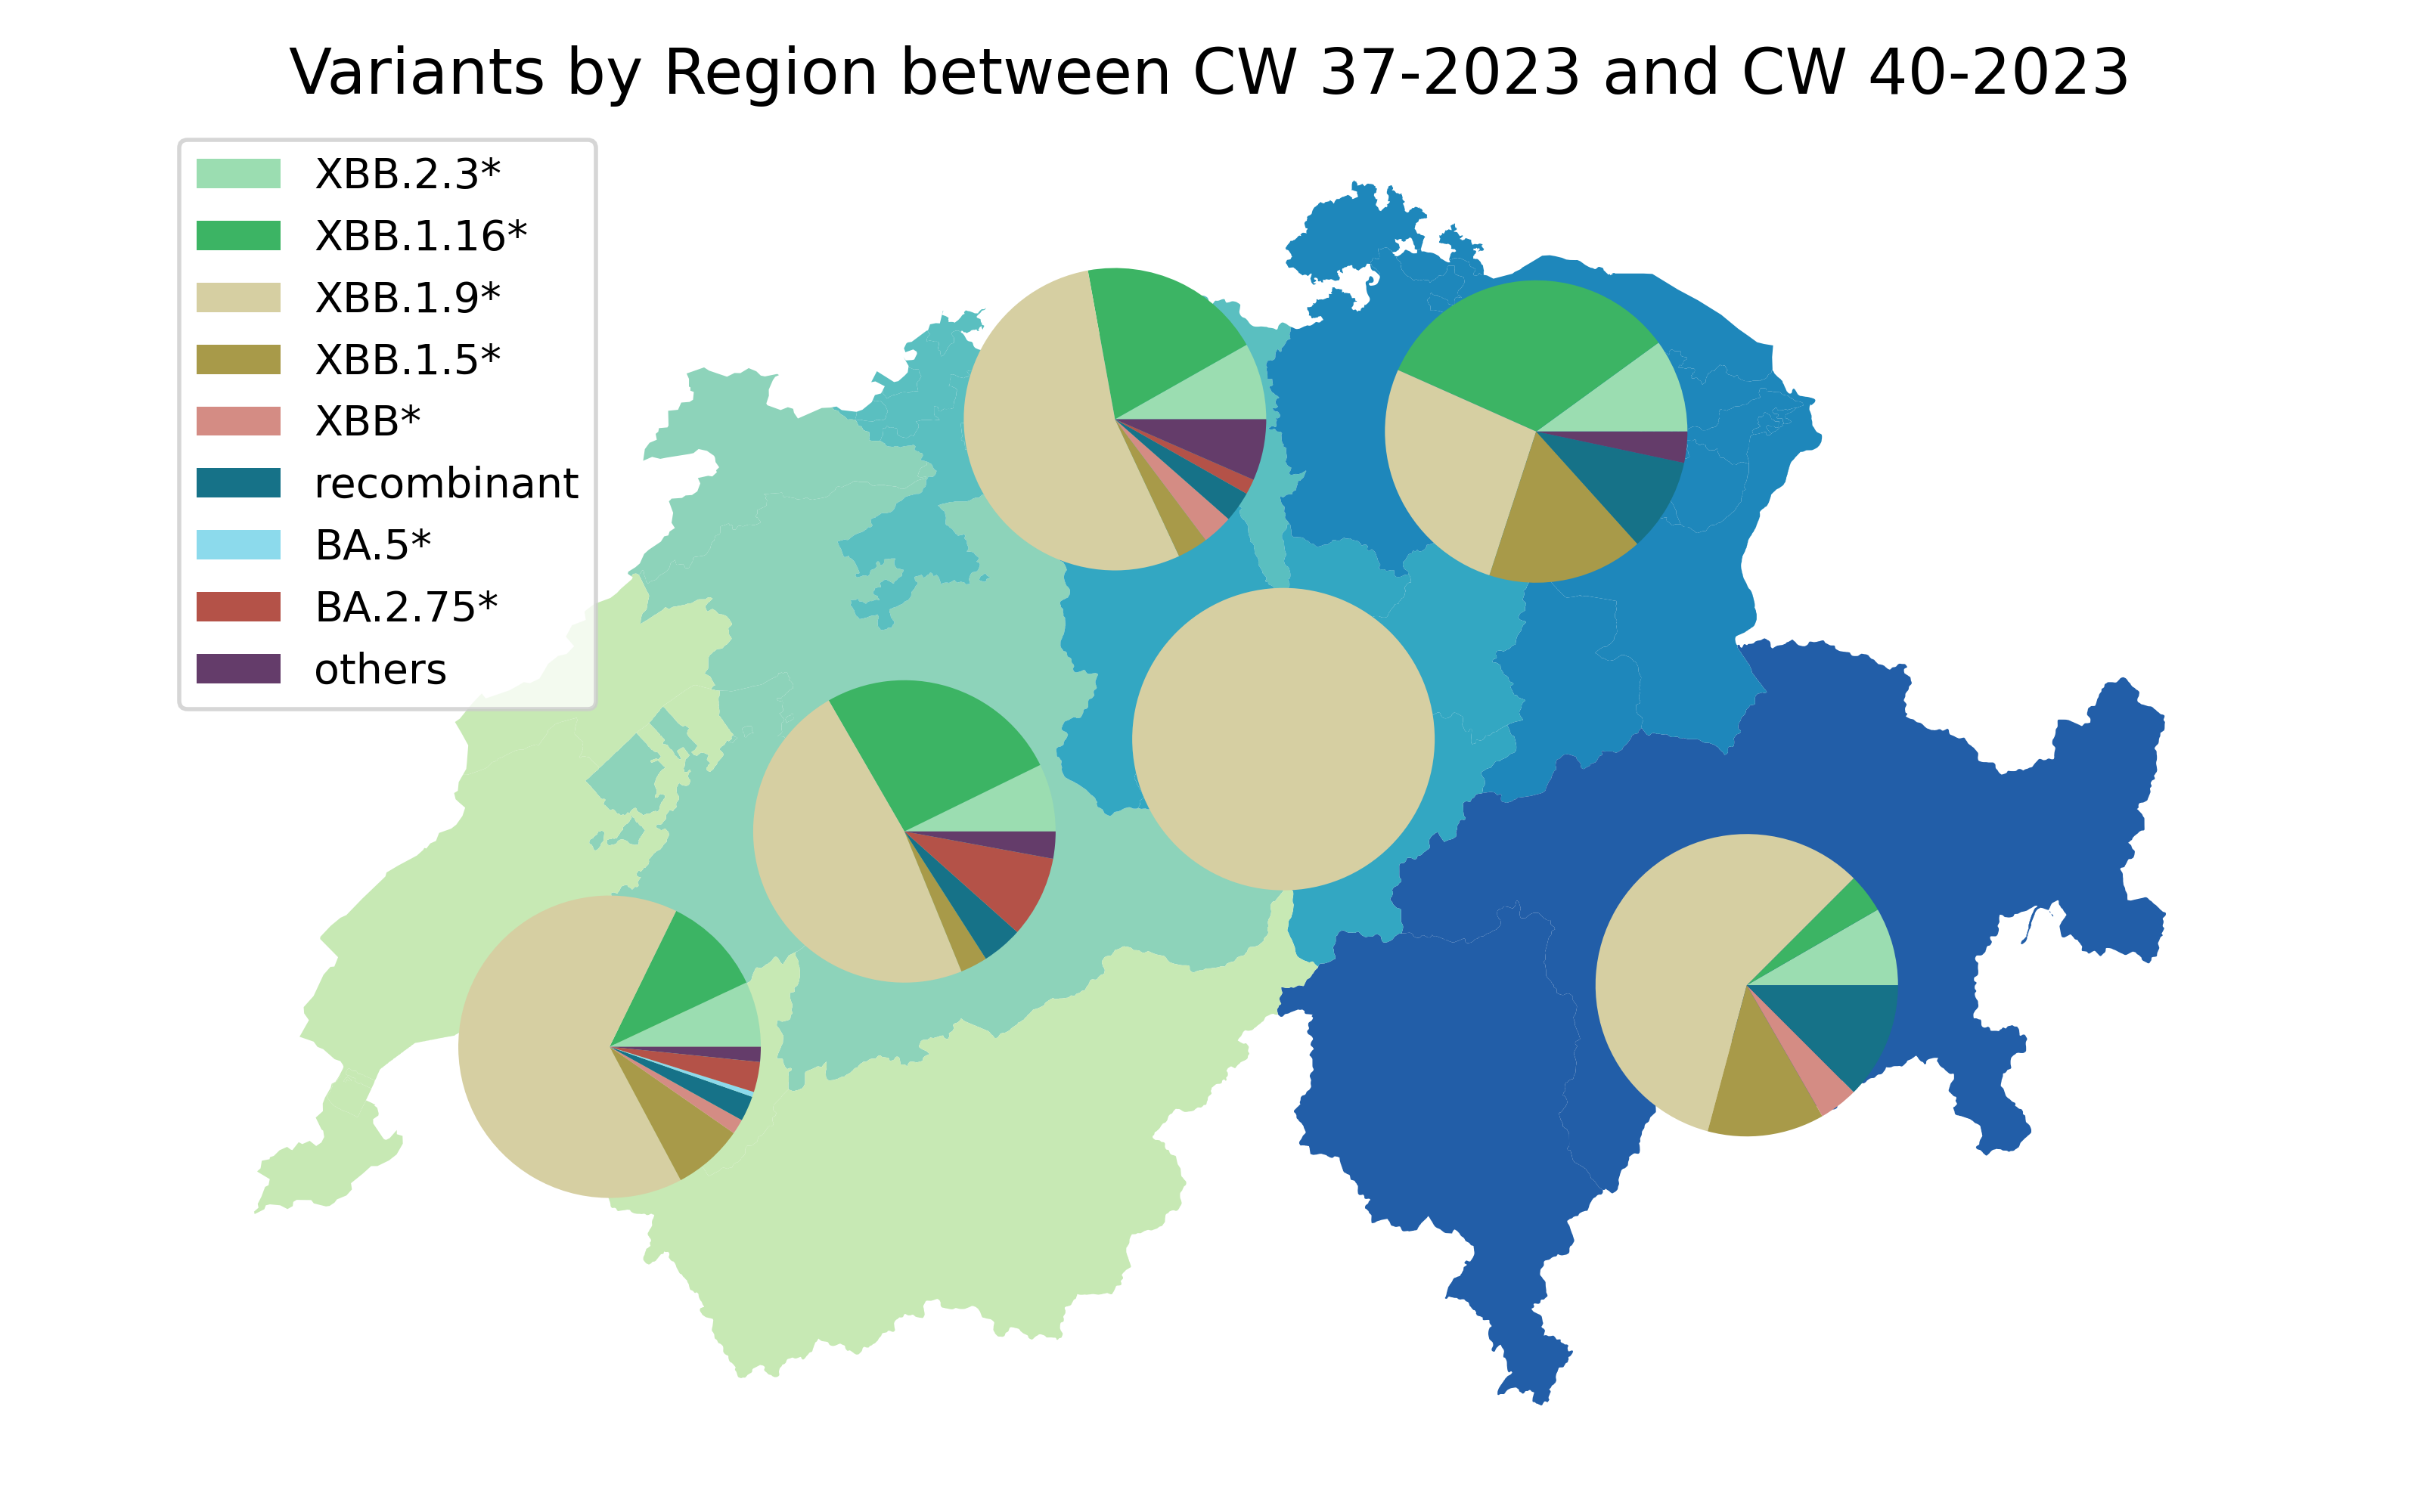 Variants by Region between CW 37-2023 and CW 40-2023
XBB.2.3*
XBB.1.16*
XBB.1.9*
XBB.1.5*
XBB*
recombinant
BA.5*
BA.2.75*
others